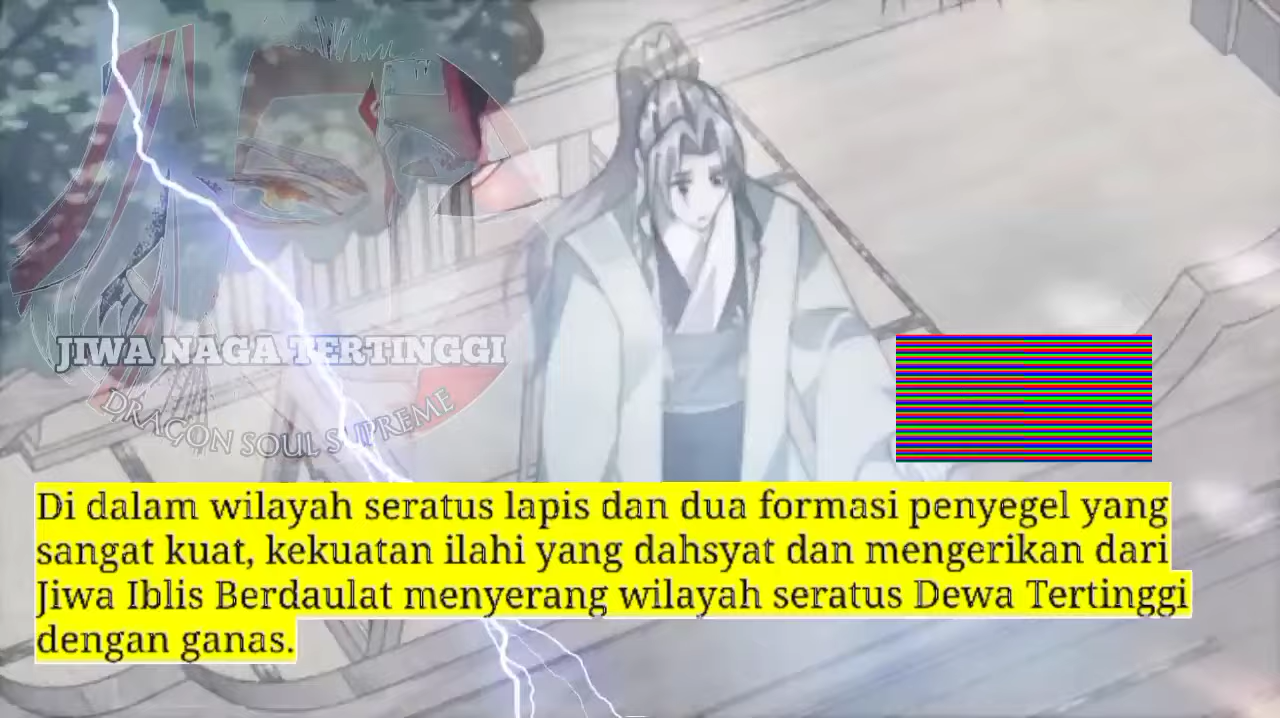 JIWA NAGA TERTINGGI
DRAGON SOUL SUPREME
Di dalam wilayah seratus lapis dan dua formasi penyegel yang
sangat kuat, kekuatan ilahi yang dahsyat dan mengerikan dari
Jiwa Iblis Berdaulat menyerang wilayah seratus Dewa Tertinggi
dengan ganas.